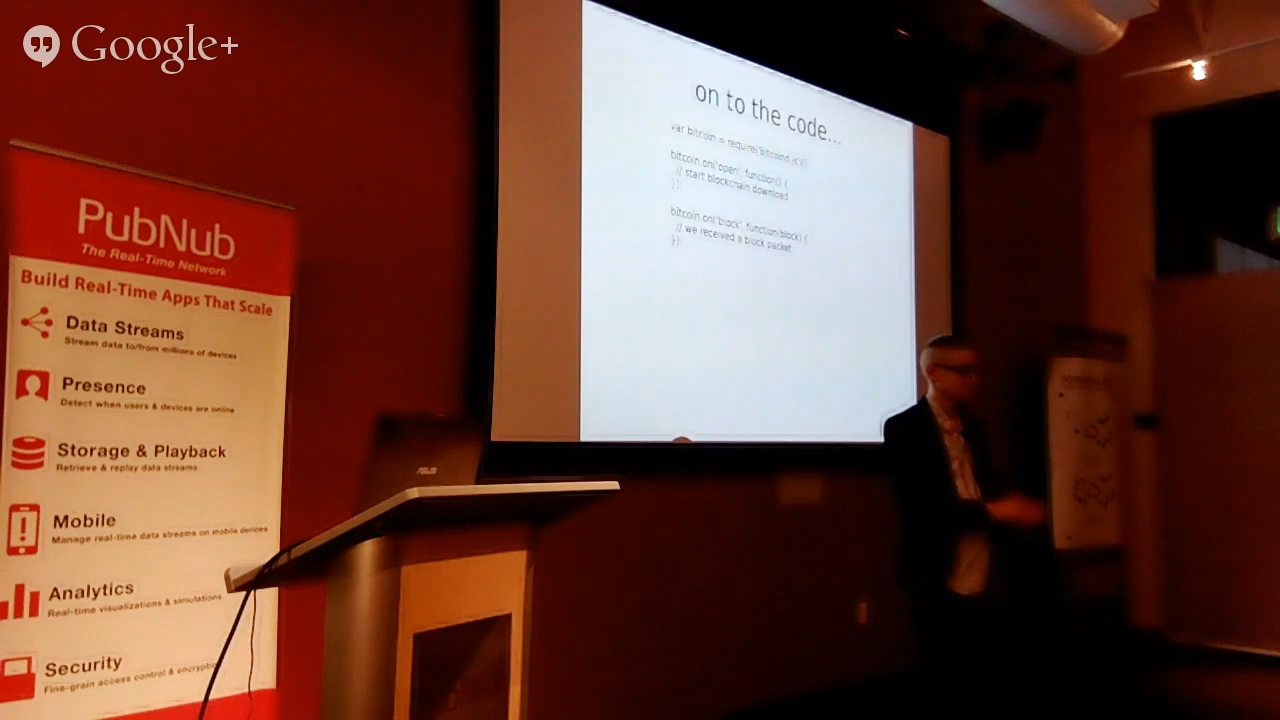 Google+
PubNub
The Real-Time Network
Build Real-Time Apps That Scale
Data Streams
Stream data to/from millions of devices
Presence
Detect when users & devices are online
Storage & Playback
Retrieve & replay data streams
Mobile
Manage real-time data streams on mobile devices
Analytics
Real-time visualizations & simulations
Security
Fine-grain access control & encryption
ASUS
on to the code...
var bitcoin = require('bitcoind.js')();
bitcoin.on('open', function() {
// start blockchain download
});
bitcoin.on('block', function(block) {
// we received a block packet
});